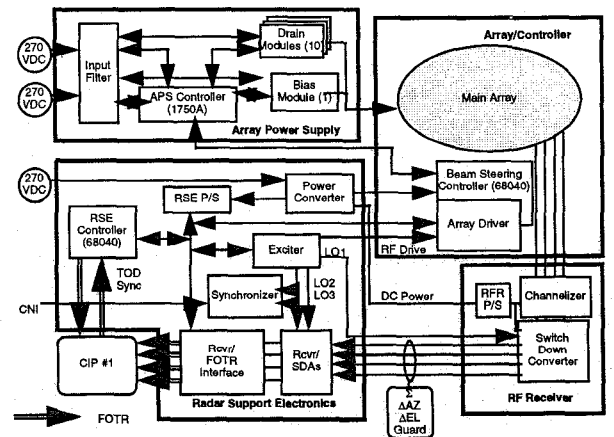 270
VDC
270
VDC
Input
Filter
Drain
Modules (10)
APS Controller
(1750A)
Bias
Module (1)
Array Power Supply
Array/Controller
Main Array
Beam Steering
Controller (68040)
Array Driver
270
VDC
RSE P/S
Power
Converter
RSE
Controller
(68040)
Exciter
LO1
RF Drive
TOD
Sync
Synchronizer
LO2
LO3
DC Power
CNI
RFR
P/S
Channelizer
CIP #1
Rcvr/
FOTR
Interface
Rcvr/
SDAs
Switch
Down
Converter
Radar Support Electronics
RF Receiver
FOTR
Σ
ΔAZ
ΔEL
Guard